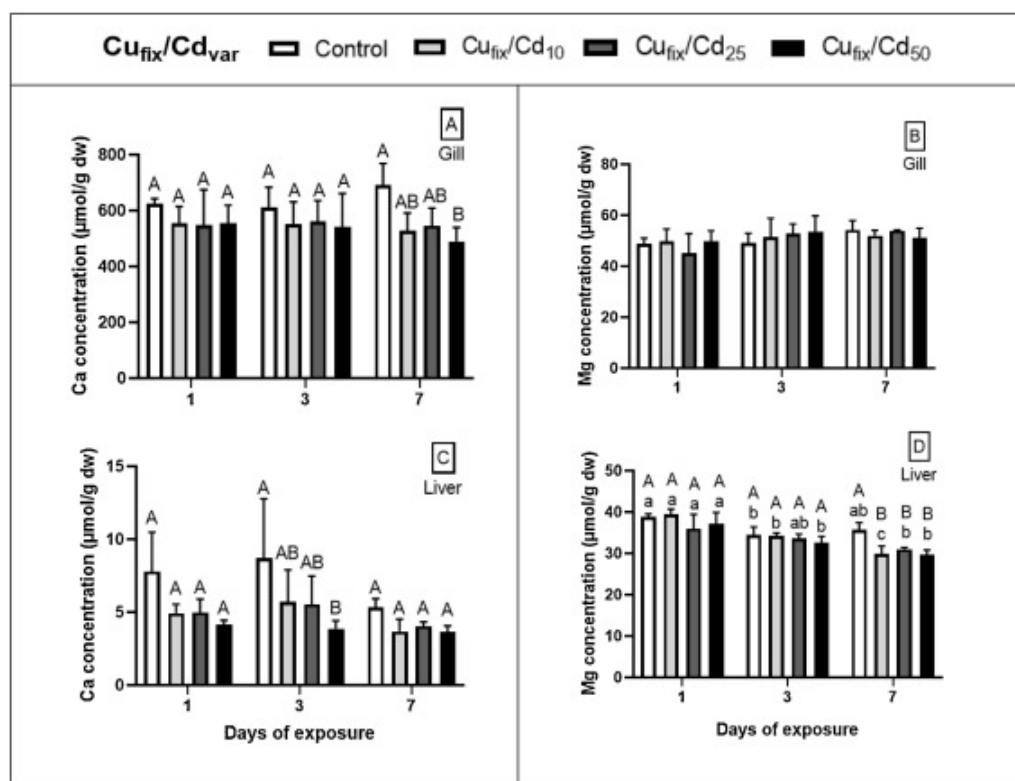 Cufix/Cdvar Control Cufix/Cd10 Cufix/Cd25 Cufix/Cd50
A
Gill
Ca concentration (µmol/g dw)
800
600
400
200
0
A A A A
A A A A
A AB AB B
1 3 7
B
Gill
Mg concentration (µmol/g dw)
80
60
40
20
0
1 3 7
C
Liver
Ca concentration (µmol/g dw)
15
10
5
0
A A A A
A AB AB B
A A A A
1 3 7
Days of exposure
D
Liver
Mg concentration (µmol/g dw)
50
40
30
20
10
0
A A A A
a a a a
A A A A
b b ab b
A B B B
ab c b b
1 3 7
Days of exposure